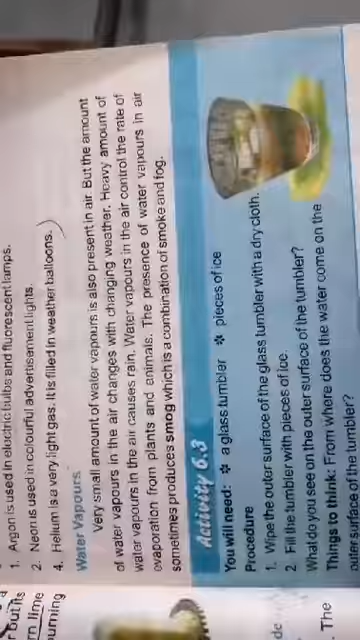 1. Argon is used in electric bulbs and fluorescent lamps.
2. Neon is used in colourful advertisement lights.
4. Helium is a very light gas. It is filled in weather balloons.
Water Vapours
Very small amount of water vapours is also present in air. But the amount
of water vapours in the air changes with changing weather. Heavy amount of
water vapours in the air causes rain. Water vapours in the air control the rate of
evaporation from plants and animals. The presence of water vapours in air
sometimes produces smog which is a combination of smoke and fog.
Activity 6.3
You will need: * a glass tumbler * pieces of ice
Procedure
1. Wipe the outer surface of the glass tumbler with a dry cloth.
2. Fill the tumbler with pieces of ice.
What do you see on the outer surface of the tumbler?
Things to think: From where does the water come on the
outer surface of the tumbler?
lime
urning
de
. The